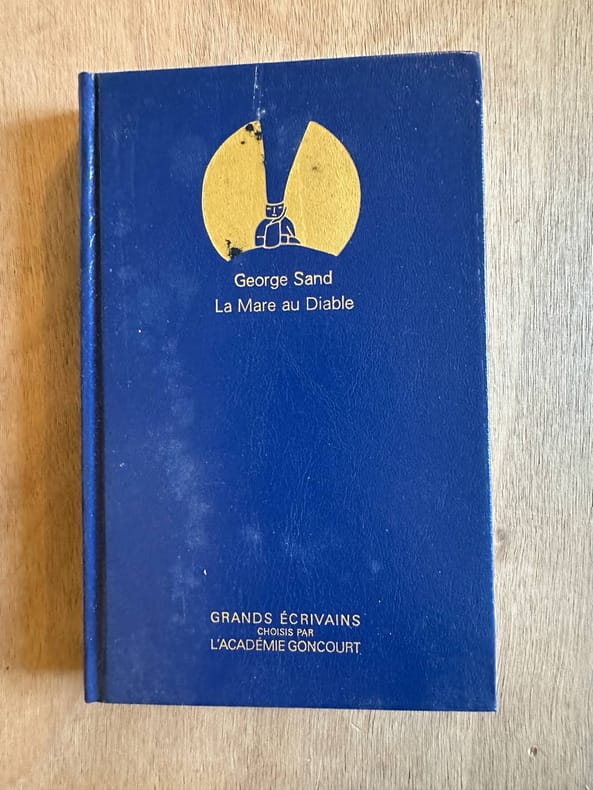 George Sand
La Mare au Diable
GRANDS ÉCRIVAINS
CHOISIS PAR
L'ACADÉMIE GONCOURT